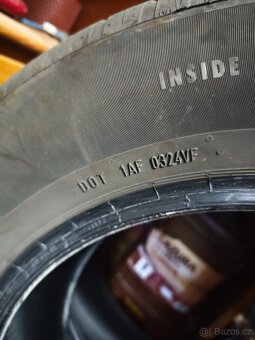 INSIDE
DOT 1AF 0324VF
Bazos.cz